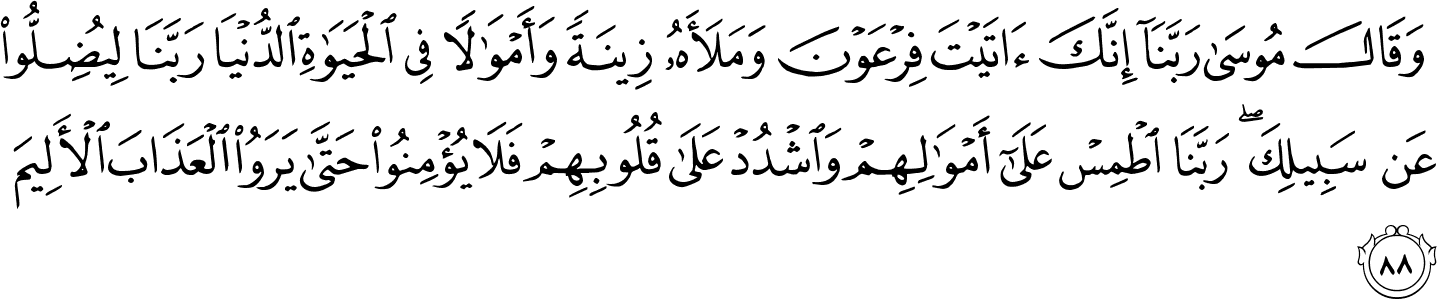 وَقَالَ مُوسَىٰ رَبَّنَآ إِنَّكَ ءَاتَيْتَ فِرْعَوْنَ وَمَلَأَهُۥ زِينَةً وَأَمْوَٰلًا فِى ٱلْحَيَوٰةِ ٱلدُّنْيَا رَبَّنَا لِيُضِلُّوا۟
عَن سَبِيلِكَ ۖ رَبَّنَا ٱطْمِسْ عَلَىٰٓ أَمْوَٰلِهِمْ وَٱشْدُدْ عَلَىٰ قُلُوبِهِمْ فَلَا يُؤْمِنُوا۟ حَتَّىٰ يَرَوُا۟ ٱلْعَذَابَ ٱلْأَلِيمَ
٨٨